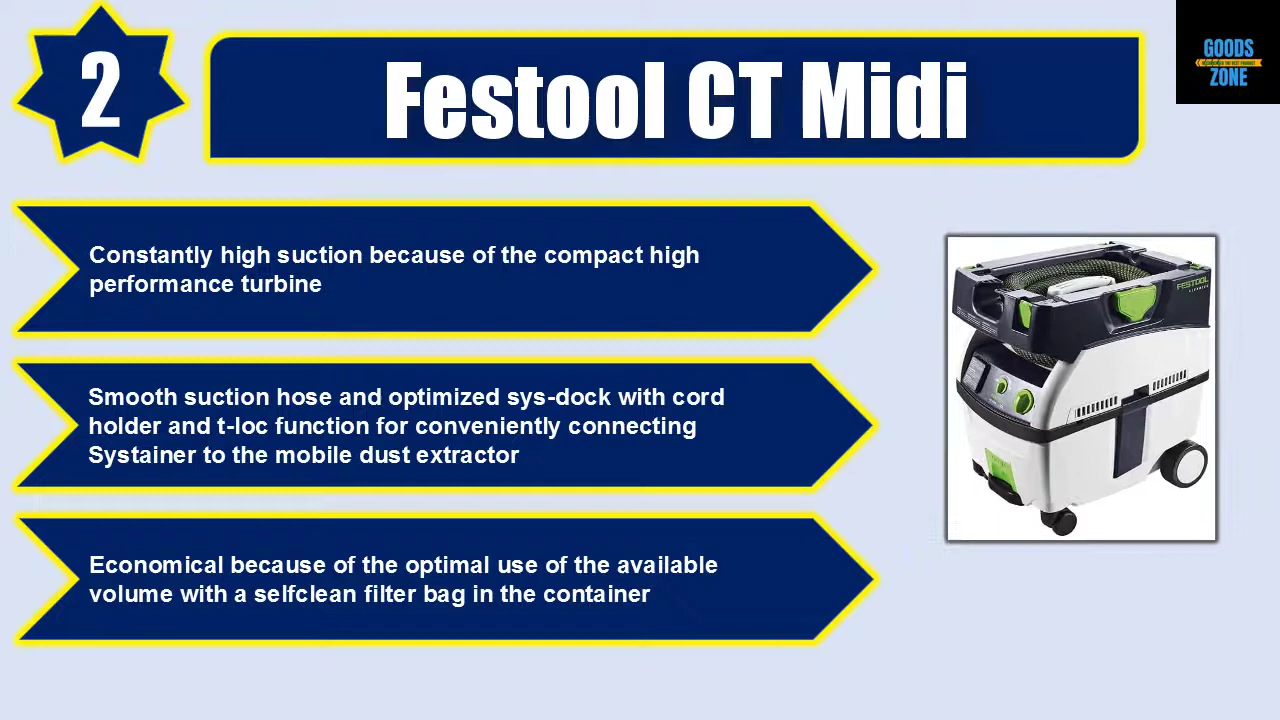 2
Festool CT Midi
GOODS
ZONE
Constantly high suction because of the compact high
performance turbine
Smooth suction hose and optimized sys-dock with cord
holder and t-loc function for conveniently connecting
Systainer to the mobile dust extractor
Economical because of the optimal use of the available
volume with a selfclean filter bag in the container
FESTOOL